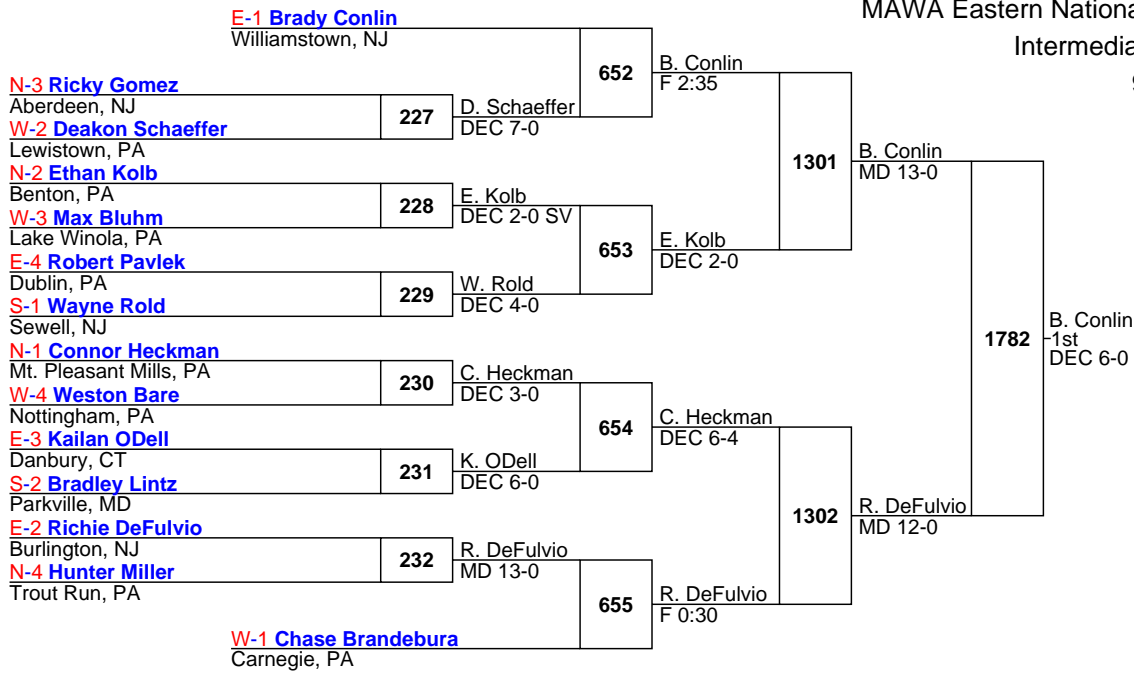 MAWA Eastern Nationa
Intermedia
E-1 Brady Conlin
Williamstown, NJ
N-3 Ricky Gomez
Aberdeen, NJ
W-2 Deakon Schaeffer
Lewistown, PA
N-2 Ethan Kolb
Benton, PA
W-3 Max Bluhm
Lake Winola, PA
E-4 Robert Pavlek
Dublin, PA
S-1 Wayne Rold
Sewell, NJ
N-1 Connor Heckman
Mt. Pleasant Mills, PA
W-4 Weston Bare
Nottingham, PA
E-3 Kailan ODell
Danbury, CT
S-2 Bradley Lintz
Parkville, MD
E-2 Richie DeFulvio
Burlington, NJ
N-4 Hunter Miller
Trout Run, PA
W-1 Chase Brandebura
Carnegie, PA
227
228
229
230
231
232
D. Schaeffer
DEC 7-0
E. Kolb
DEC 2-0 SV
W. Rold
DEC 4-0
C. Heckman
DEC 3-0
K. ODell
DEC 6-0
R. DeFulvio
MD 13-0
652
653
654
655
B. Conlin
F 2:35
E. Kolb
DEC 2-0
C. Heckman
DEC 6-4
R. DeFulvio
F 0:30
1301
1302
B. Conlin
MD 13-0
R. DeFulvio
MD 12-0
1782
B. Conlin
1st
DEC 6-0